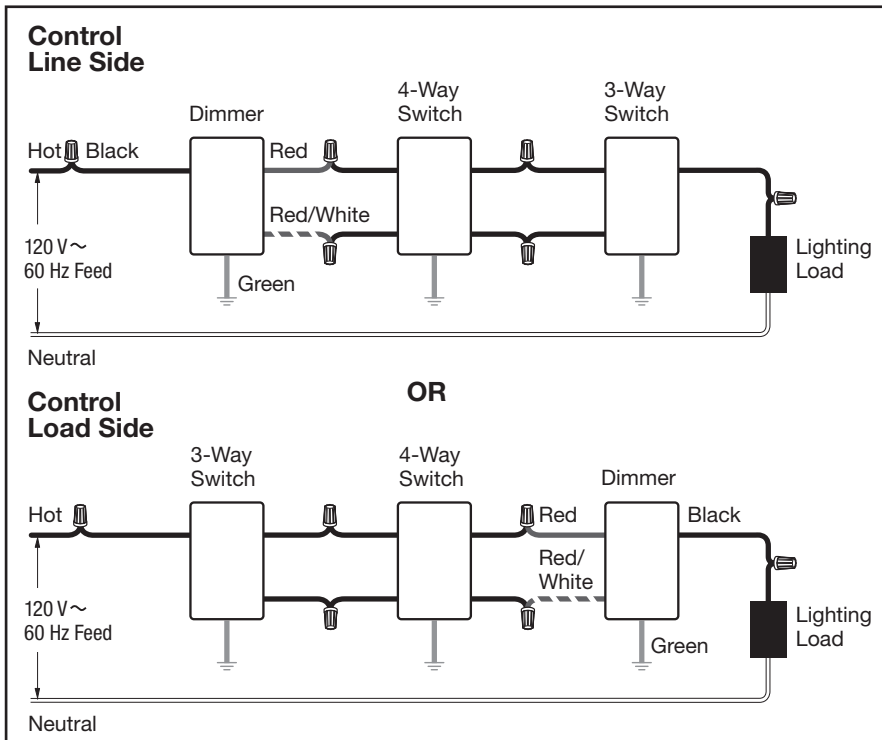 Control
Line Side
Dimmer
4-Way
Switch
3-Way
Switch
Hot
Black
Red
Red/White
Green
120 V~
60 Hz Feed
Lighting
Load
Neutral
OR
Control
Load Side
3-Way
Switch
4-Way
Switch
Dimmer
Hot
Red
Black
Red/
White
Green
120 V~
60 Hz Feed
Lighting
Load
Neutral